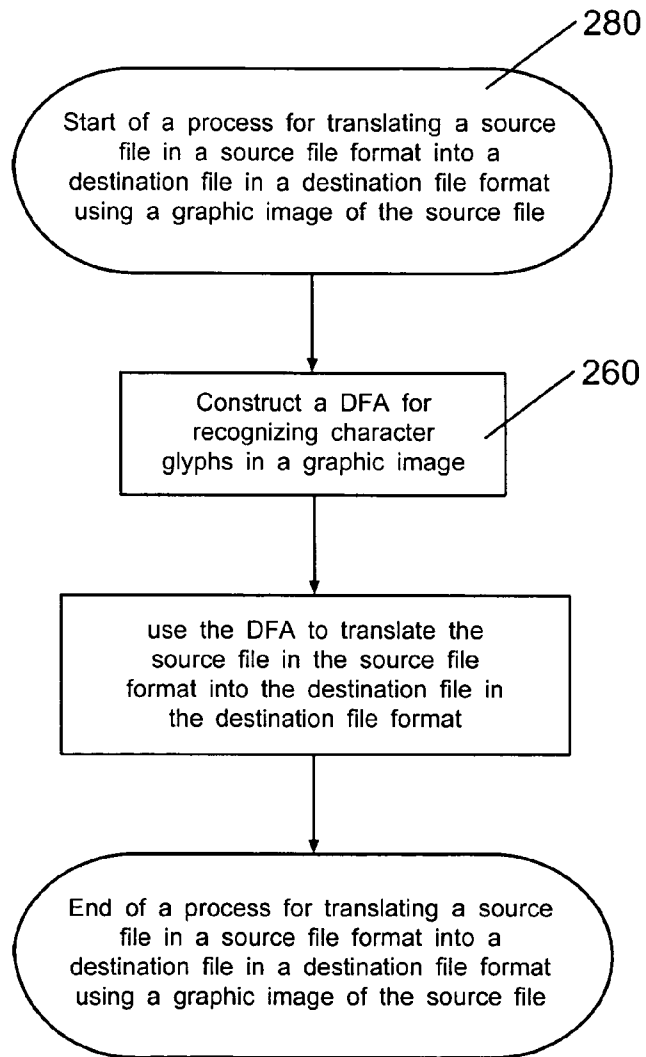 280
Start of a process for translating a source
file in a source file format into a
destination file in a destination file format
using a graphic image of the source file
260
Construct a DFA for
recognizing character
glyphs in a graphic image
use the DFA to translate the
source file in the source file
format into the destination file in
the destination file format
End of a process for translating a source
file in a source file format into a
destination file in a destination file format
using a graphic image of the source file